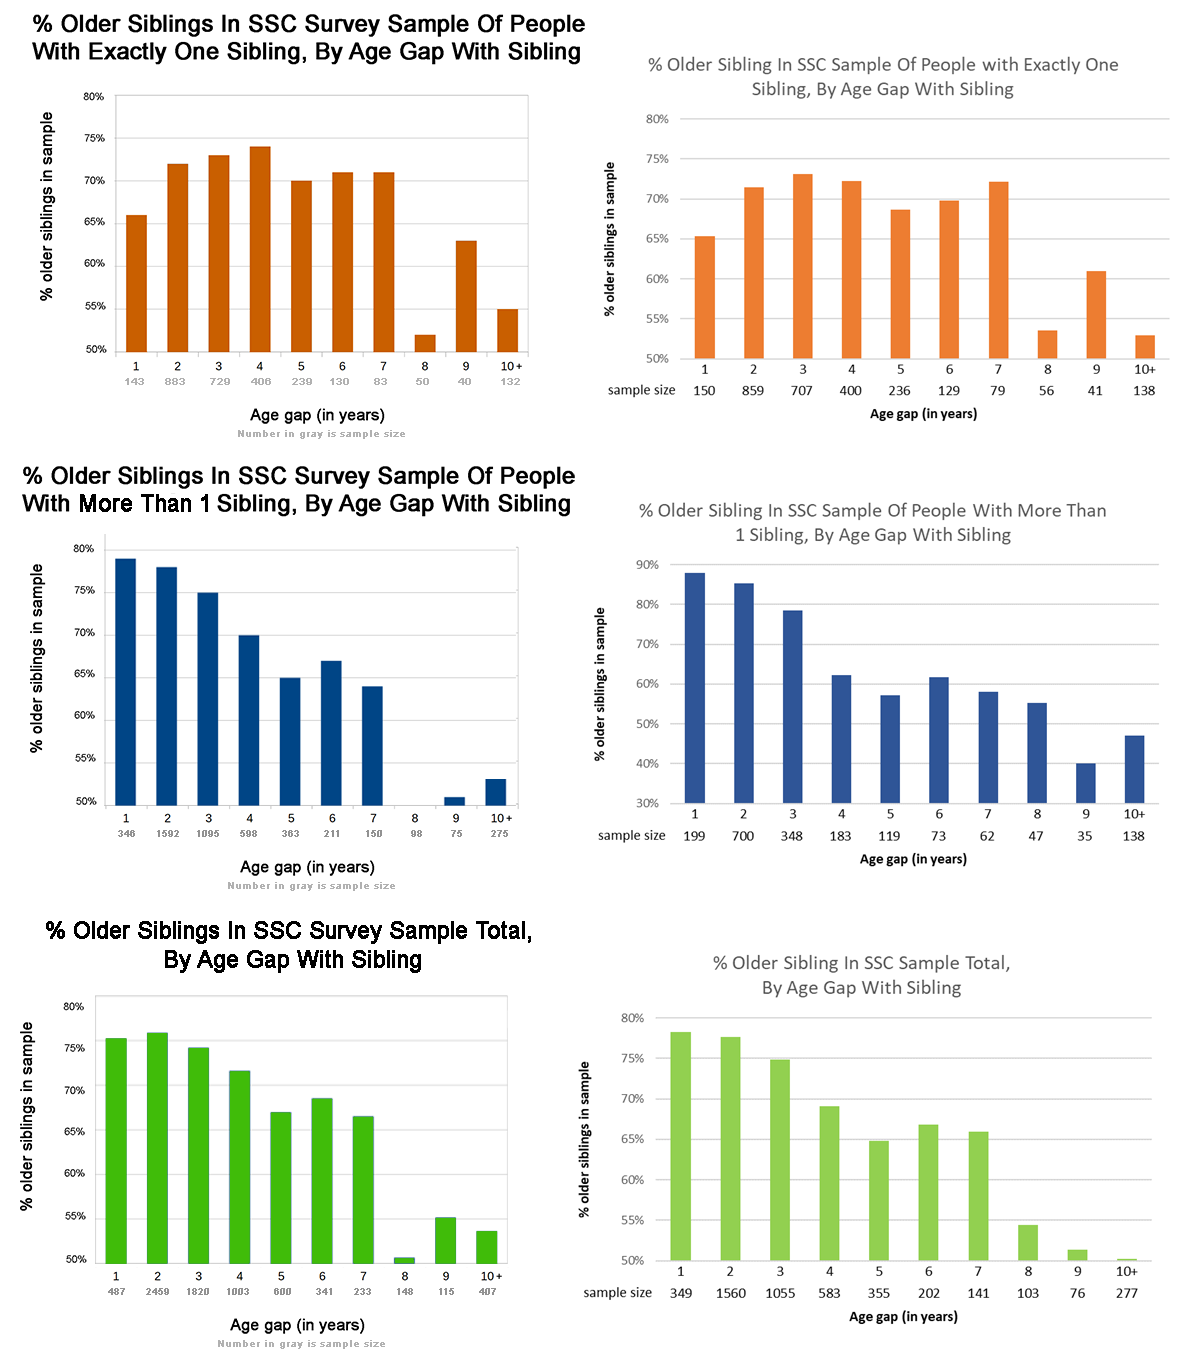 % Older Siblings In SSC Survey Sample Of People
With Exactly One Sibling, By Age Gap With Sibling
% older siblings in sample
80%
75%
70%
65%
60%
55%
50%
1 2 3 4 5 6 7 8 9 10+
143 883 729 406 239 130 83 50 40 132
Age gap (in years)
Number in gray is sample size
% Older Sibling In SSC Sample Of People with Exactly One
Sibling, By Age Gap With Sibling
% older siblings in sample
80%
75%
70%
65%
60%
55%
50%
1 2 3 4 5 6 7 8 9 10+
sample size 150 859 707 400 236 129 79 56 41 138
Age gap (in years)
% Older Siblings In SSC Survey Sample Of People
With More Than 1 Sibling, By Age Gap With Sibling
% older siblings in sample
80%
75%
70%
65%
60%
55%
50%
1 2 3 4 5 6 7 8 9 10+
346 1592 1095 598 363 211 150 98 75 275
Age gap (in years)
Number in gray is sample size
% Older Sibling In SSC Sample Of People With More Than
1 Sibling, By Age Gap With Sibling
% older siblings in sample
90%
80%
70%
60%
50%
40%
30%
1 2 3 4 5 6 7 8 9 10+
sample size 199 700 348 183 119 73 62 47 35 138
Age gap (in years)
% Older Siblings In SSC Survey Sample Total,
By Age Gap With Sibling
% older siblings in sample
80%
75%
70%
65%
60%
55%
50%
1 2 3 4 5 6 7 8 9 10+
487 2459 1820 1003 600 341 233 148 115 407
Age gap (in years)
Number in gray is sample size
% Older Sibling In SSC Sample Total,
By Age Gap With Sibling
% older siblings in sample
80%
75%
70%
65%
60%
55%
50%
1 2 3 4 5 6 7 8 9 10+
sample size 349 1560 1055 583 355 202 141 103 76 277
Age gap (in years)